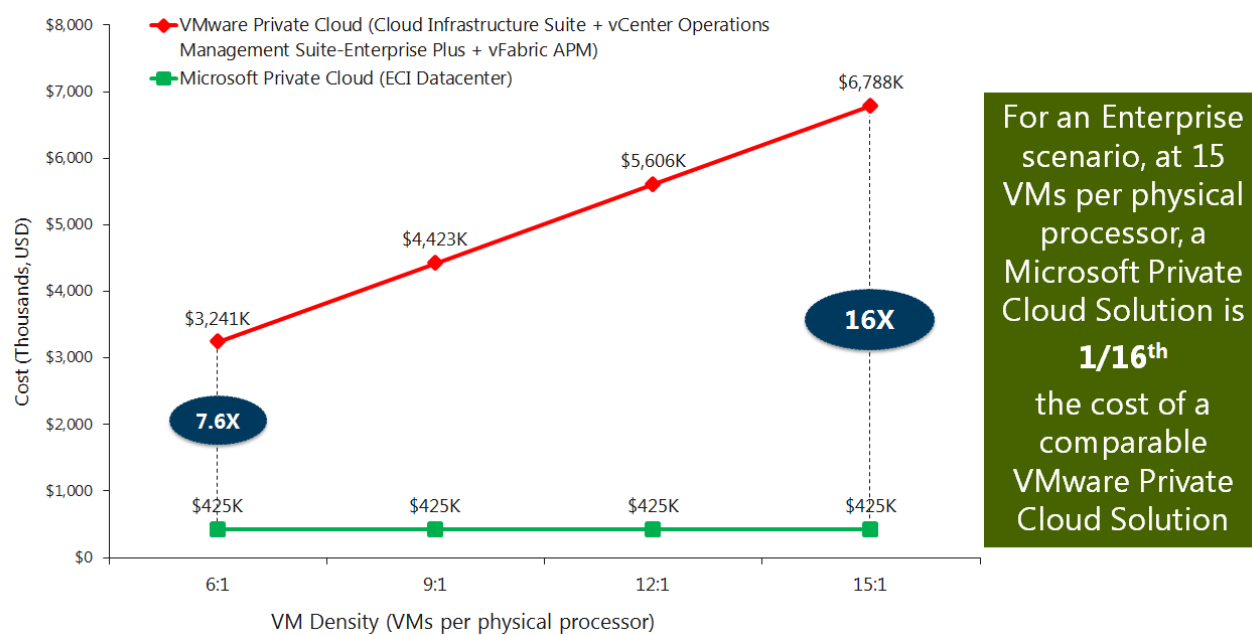 VMware Private Cloud (Cloud Infrastructure Suite + vCenter Operations
Management Suite-Enterprise Plus + vFabric APM)
Microsoft Private Cloud (ECI Datacenter)
Cost (Thousands, USD)
$8,000
$7,000
$6,000
$5,000
$4,000
$3,000
$2,000
$1,000
$0
$3,241K
$4,423K
$5,606K
$6,788K
7.6X
16X
$425K
$425K
$425K
$425K
6:1
9:1
12:1
15:1
VM Density (VMs per physical processor)
For an Enterprise
scenario, at 15
VMs per physical
processor, a
Microsoft Private
Cloud Solution is
1/16th
the cost of a
comparable
VMware Private
Cloud Solution